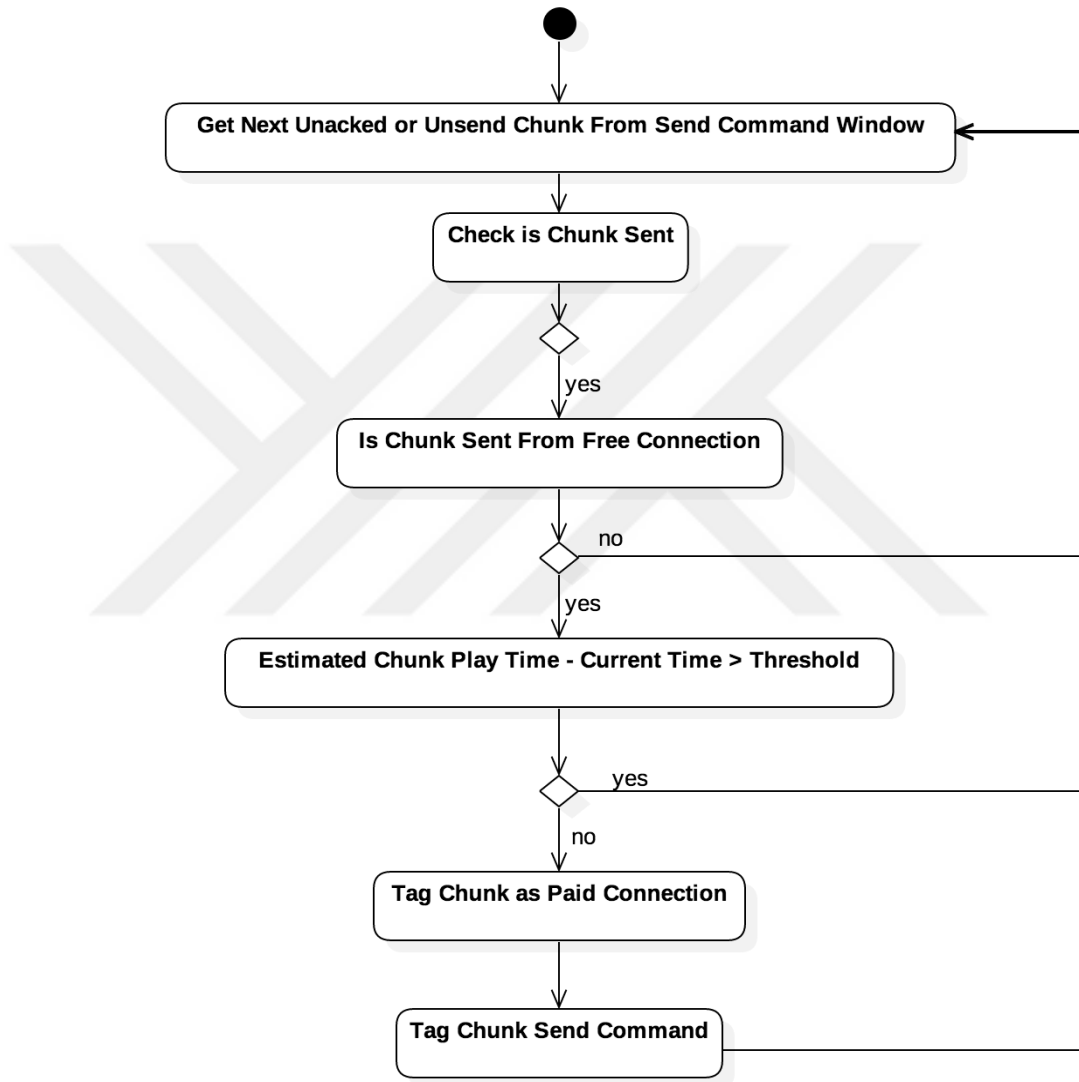 Get Next Unacked or Unsend Chunk From Send Command Window
Check is Chunk Sent
yes
Is Chunk Sent From Free Connection
no
yes
Estimated Chunk Play Time - Current Time > Threshold
yes
no
Tag Chunk as Paid Connection
Tag Chunk Send Command